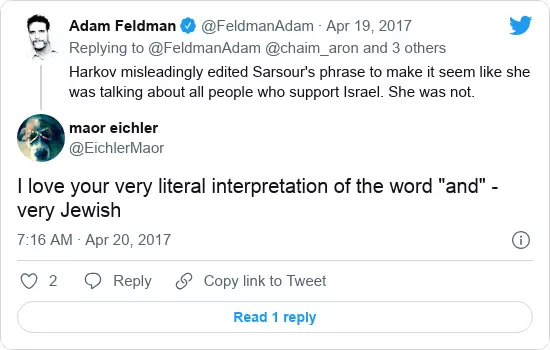 Adam Feldman @FeldmanAdam · Apr 19, 2017
Replying to @FeldmanAdam @chaim_aron and 3 others
Harkov misleadingly edited Sarsour's phrase to make it seem like she
was talking about all people who support Israel. She was not.
maor eichler
@EichlerMaor
I love your very literal interpretation of the word "and" -
very Jewish
7:16 AM · Apr 20, 2017
2 Reply Copy link to Tweet
Read 1 reply